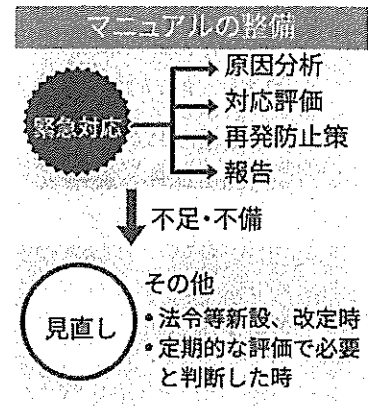 マニュアルの整備
緊急対応
原因分析
対応評価
再発防止策
報告
不足・不備
見直し
その他
・法令等新設、改定時
・定期的な評価で必要
と判断した時